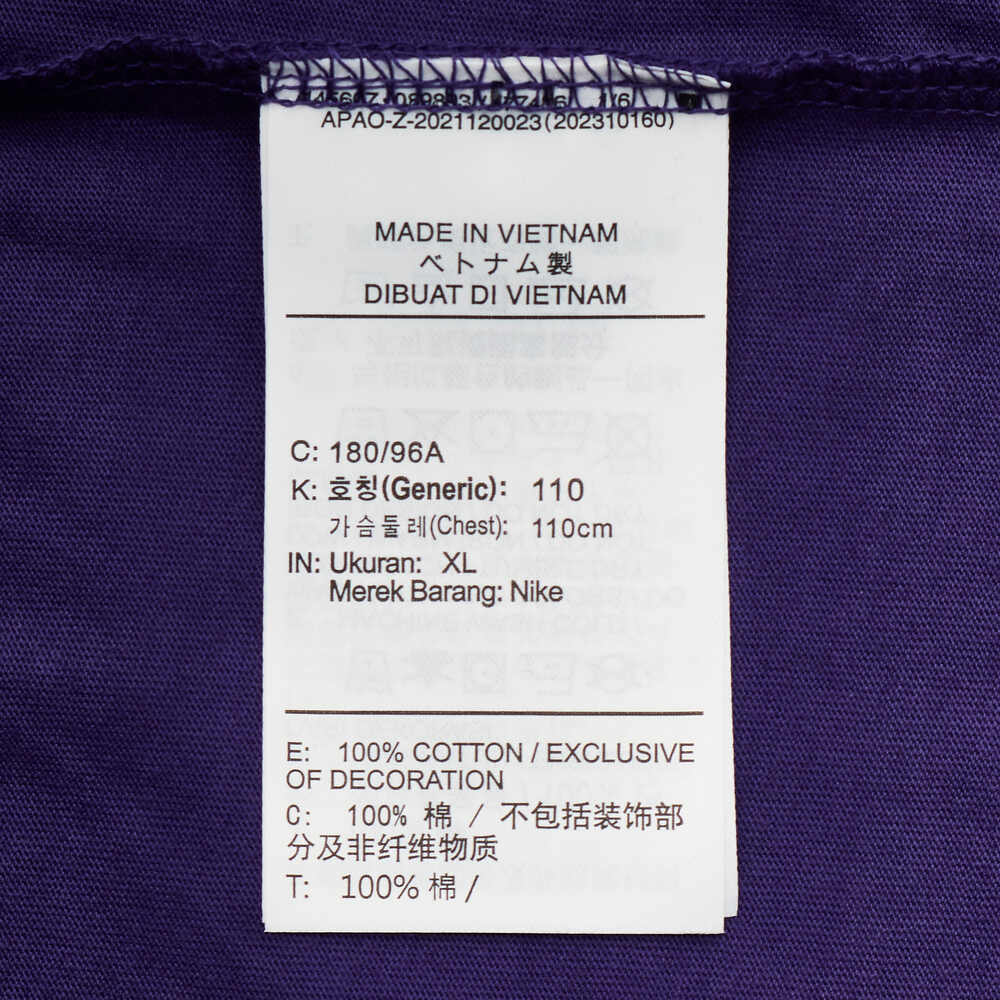 1/6
APAO-Z-2021120023(202310160)
MADE IN VIETNAM
ベトナム製
DIBUAT DI VIETNAM
C: 180/96A
K: 호칭(Generic): 110
가슴둘레(Chest): 110cm
IN: Ukuran: XL
Merek Barang: Nike
E: 100% COTTON / EXCLUSIVE
OF DECORATION
C: 100% 棉 / 不包括装饰部
分及非纤维物质
T: 100% 棉 /